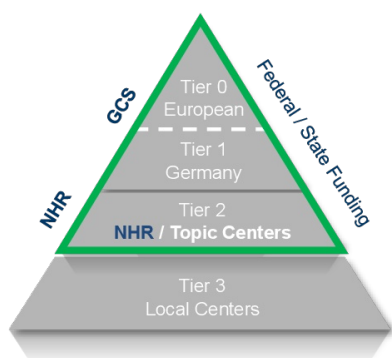 Tier 0
European
GCS
Federal / State Funding
Tier 1
Germany
NHR
Tier 2
NHR / Topic Centers
Tier 3
Local Centers